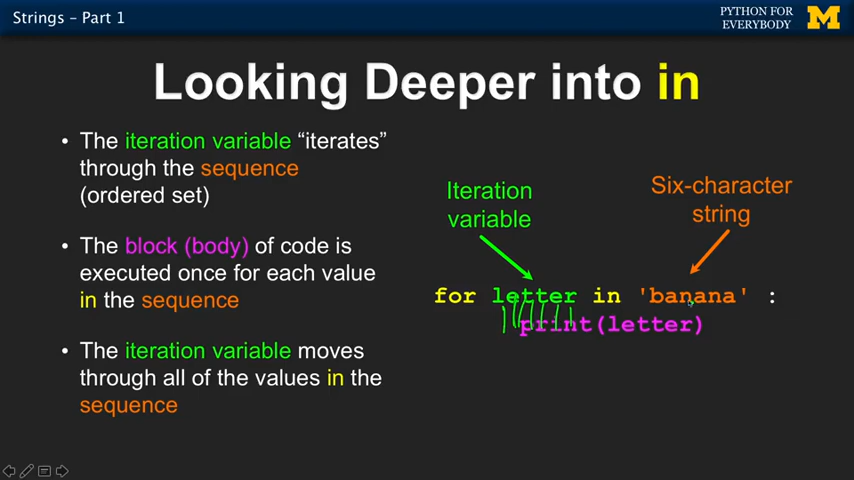 Strings – Part 1
PYTHON FOR
EVERYBODY
M
Looking Deeper into in
• The iteration variable “iterates”
through the sequence
(ordered set)
• The block (body) of code is
executed once for each value
in the sequence
• The iteration variable moves
through all of the values in the
sequence
Iteration
variable
Six-character
string
for letter in 'banana' :
print(letter)